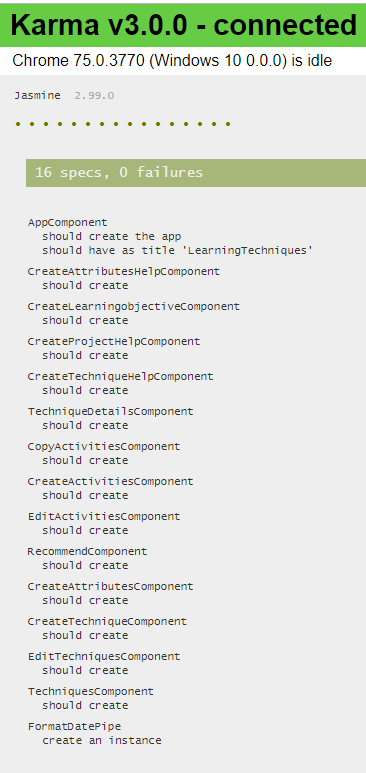 Karma v3.0.0 - connected
Chrome 75.0.3770 (Windows 10 0.0.0) is idle
Jasmine 2.99.0
• • • • • • • • • • • • • • • •
16 specs, 0 failures
AppComponent
should create the app
should have as title 'LearningTechniques'
CreateAttributesHelpComponent
should create
CreateLearningobjectiveComponent
should create
CreateProjectHelpComponent
should create
CreateTechniqueHelpComponent
should create
TechniqueDetailsComponent
should create
CopyActivitiesComponent
should create
CreateActivitiesComponent
should create
EditActivitiesComponent
should create
RecommendComponent
should create
CreateAttributesComponent
should create
CreateTechniqueComponent
should create
EditTechniquesComponent
should create
TechniquesComponent
should create
FormatDatePipe
create an instance